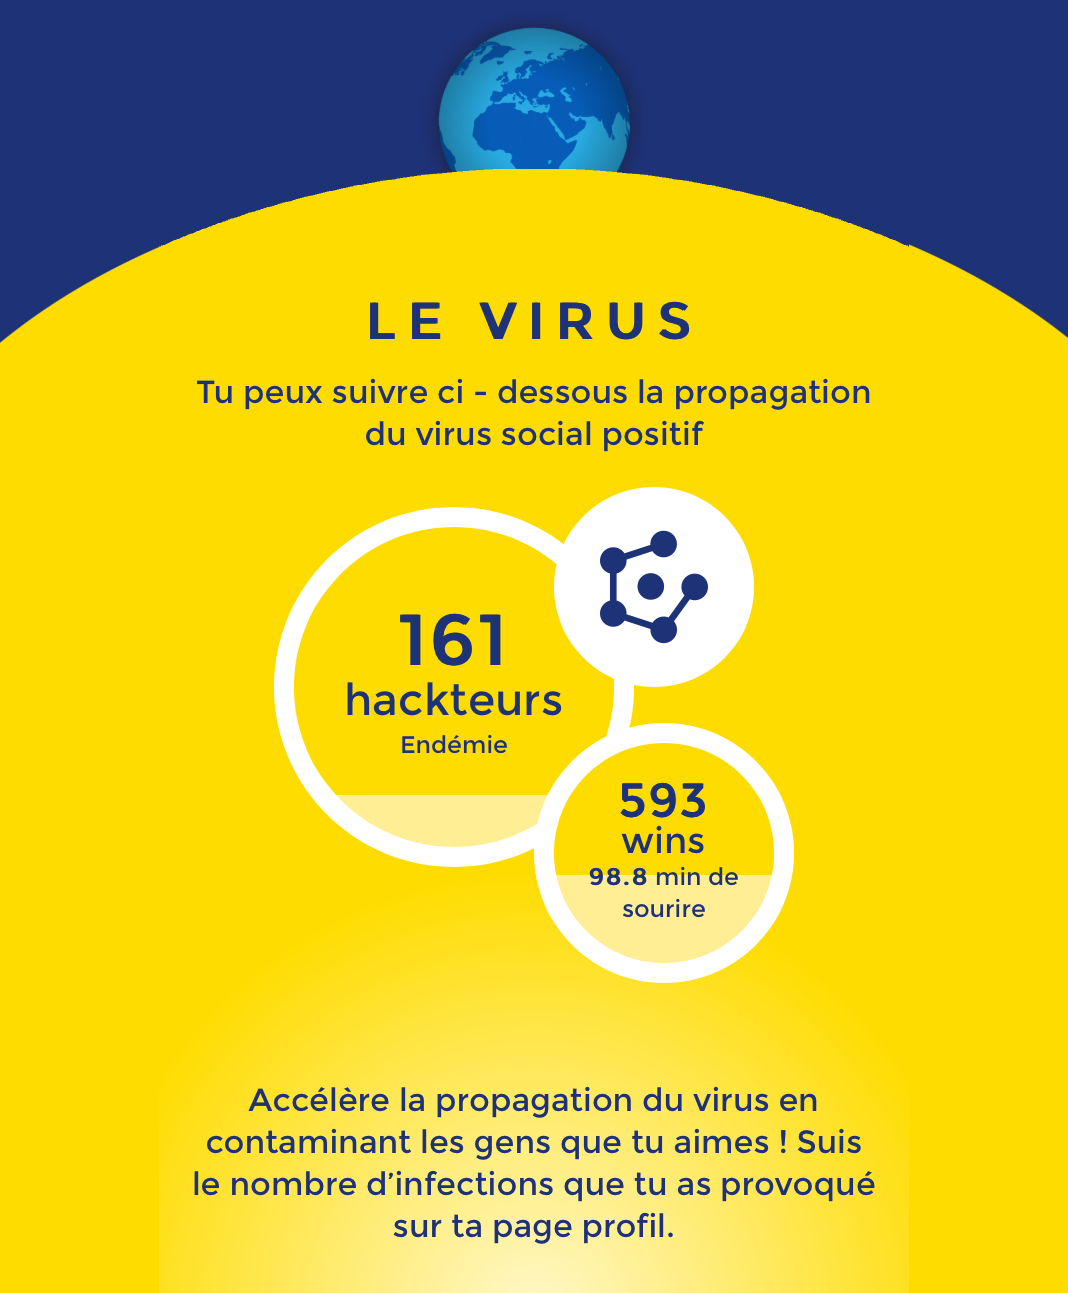 LE VIRUS
Tu peux suivre ci - dessous la propagation
du virus social positif
161
hackteurs
Endémie
593
wins
98.8 min de
sourire
Accélère la propagation du virus en
contaminant les gens que tu aimes ! Suis
le nombre d’infections que tu as provoqué
sur ta page profil.